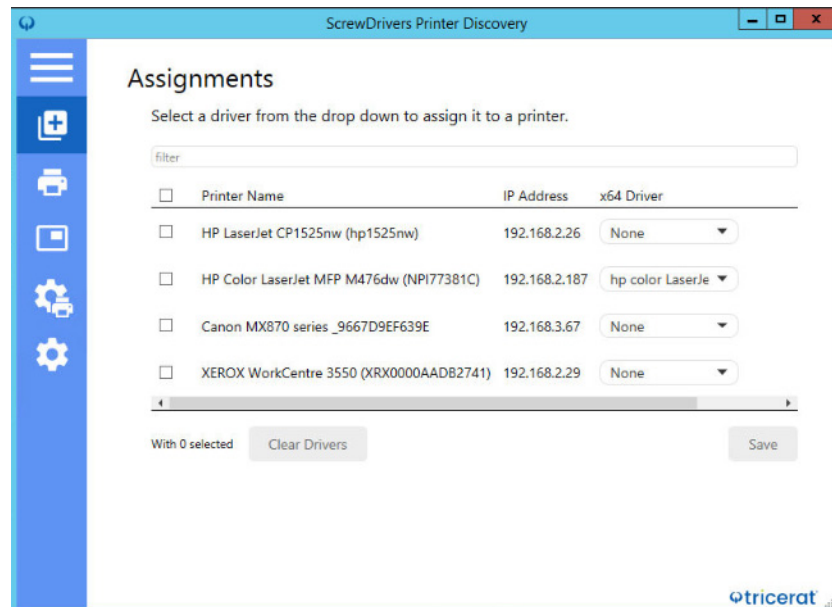 ScrewDrivers Printer Discovery
Assignments
Select a driver from the drop down to assign it to a printer.
filter
Printer Name IP Address x64 Driver
HP LaserJet CP1525nw (hp1525nw) 192.168.2.26 None
HP Color LaserJet MFP M476dw (NPI77381C) 192.168.2.187 hp color LaserJe
Canon MX870 series _9667D9EF639E 192.168.3.67 None
XEROX WorkCentre 3550 (XRX0000AADB2741) 192.168.2.29 None
With 0 selected Clear Drivers Save
tricerat